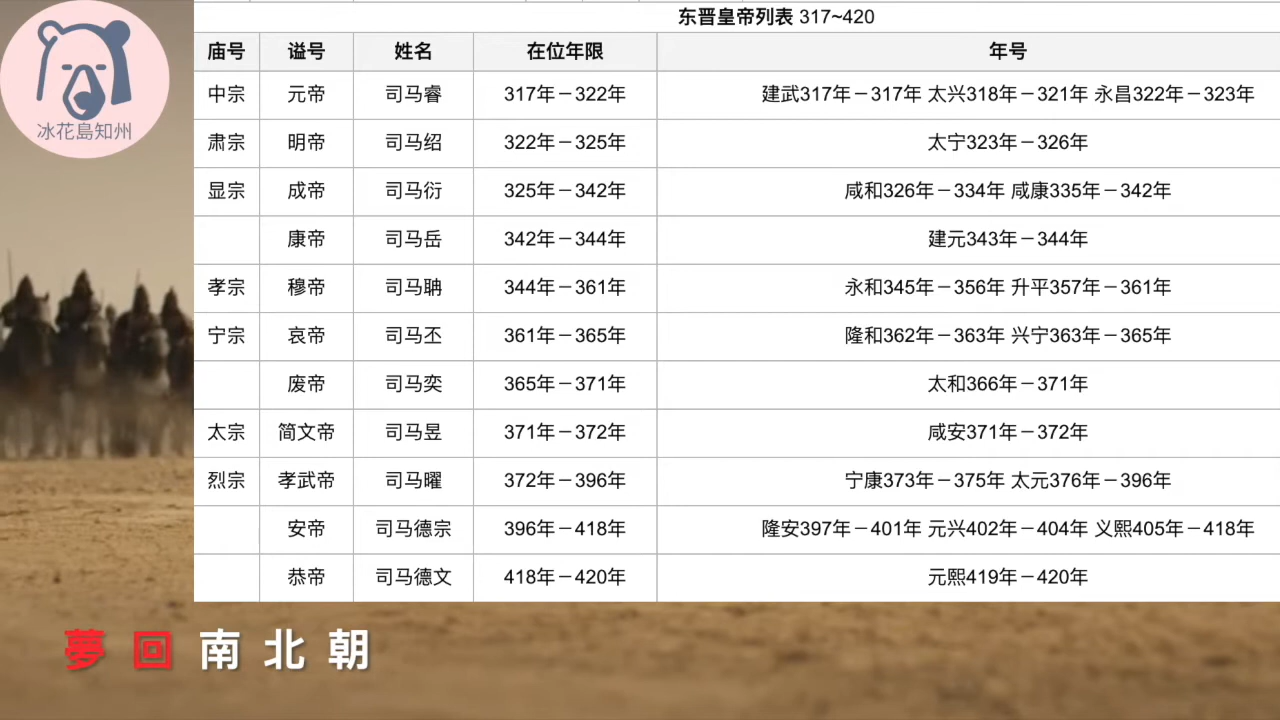 东晋皇帝列表 317~420
庙号 谥号 姓名 在位年限 年号
中宗 元帝 司马睿 317年－322年 建武317年－317年 太兴318年－321年 永昌322年－323年
肃宗 明帝 司马绍 322年－325年 太宁323年－326年
显宗 成帝 司马衍 325年－342年 咸和326年－334年 咸康335年－342年
康帝 司马岳 342年－344年 建元343年－344年
孝宗 穆帝 司马聃 344年－361年 永和345年－356年 升平357年－361年
宁宗 哀帝 司马丕 361年－365年 隆和362年－363年 兴宁363年－365年
废帝 司马奕 365年－371年 太和366年－371年
太宗 简文帝 司马昱 371年－372年 咸安371年－372年
烈宗 孝武帝 司马曜 372年－396年 宁康373年－375年 太元376年－396年
安帝 司马德宗 396年－418年 隆安397年－401年 元兴402年－404年 义熙405年－418年
恭帝 司马德文 418年－420年 元熙419年－420年
冰花島知州
夢回南北朝